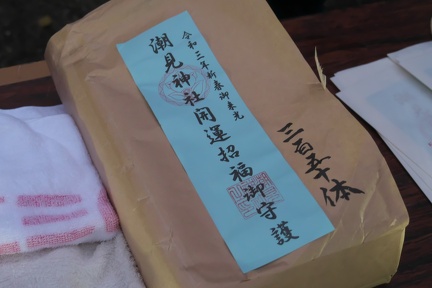 令和三年新春御来光
潮見神社開運招福御守護
三百五十体